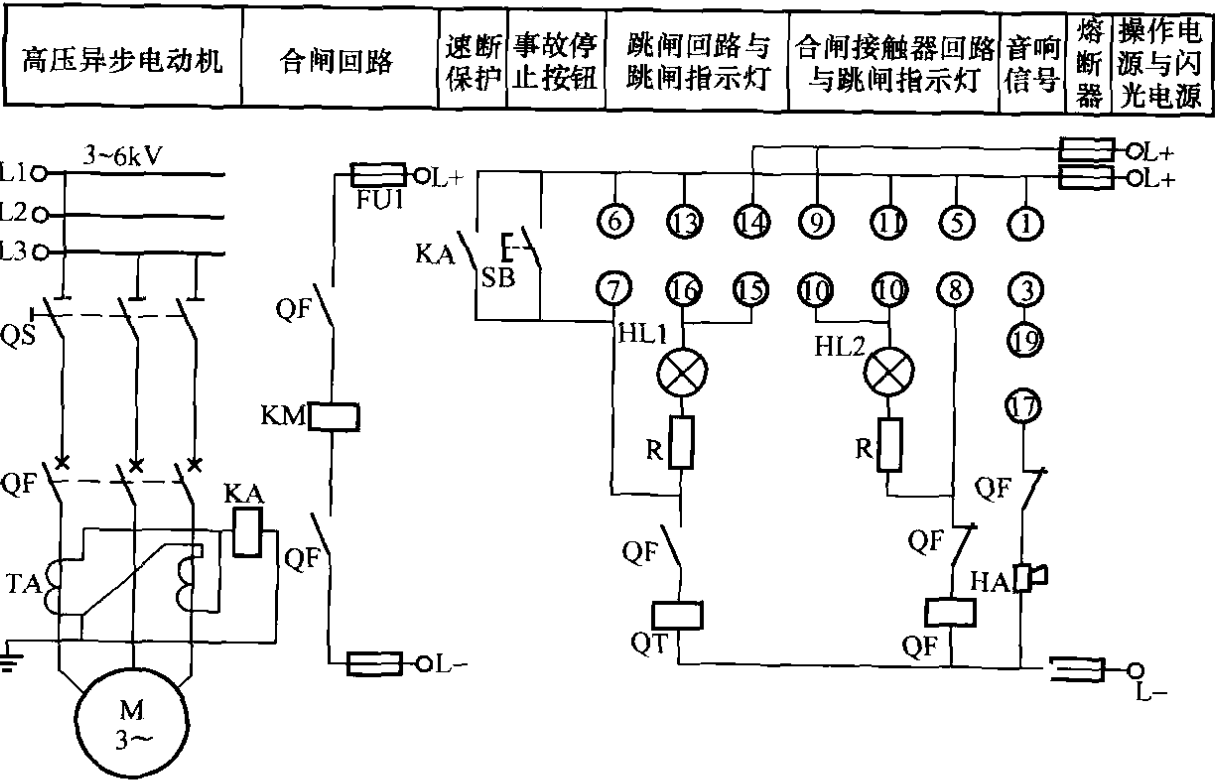 高压异步电动机
合闸回路
速断
保护
事故停
止按钮
跳闸回路与
跳闸指示灯
合闸接触器回路
与跳闸指示灯
音响
信号
熔
断
器
操作电
源与闪
光电源
3~6kV
L1
L2
L3
QS
QF
KA
TA
M
3~
L+
FU1
QF
KM
QF
L-
L+
L+
KA
SB
6
13
14
9
11
5
1
7
16
15
10
10
8
3
19
17
HL1
HL2
R
R
QF
QF
QF
QT
QF
HA
L-